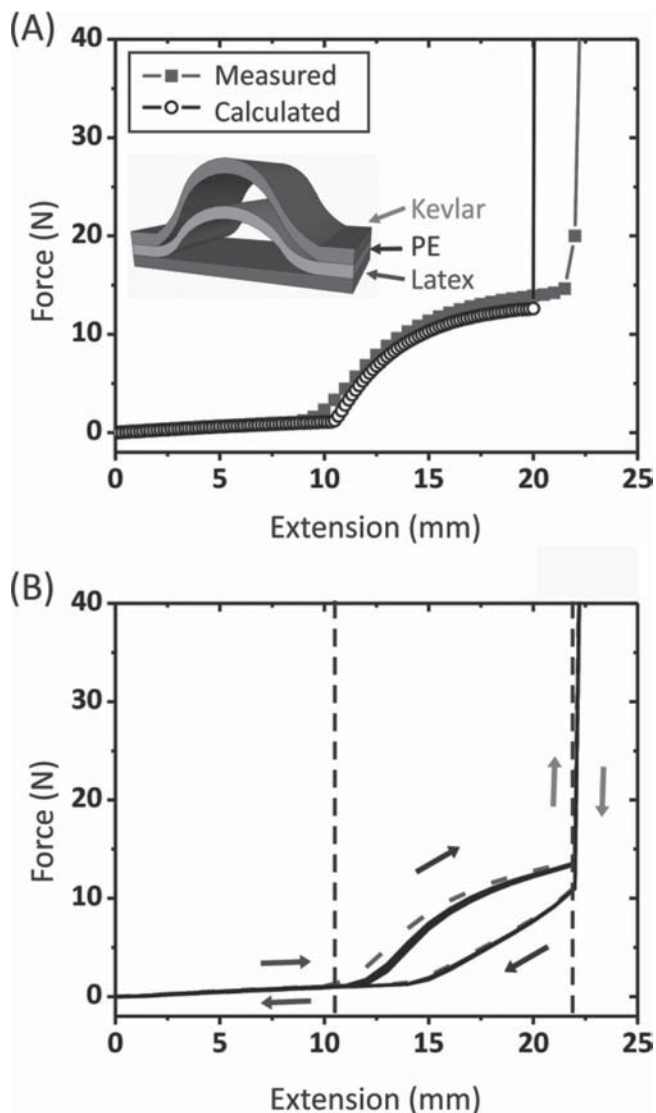 (A)
40
30
20
10
0
Force (N)
Measured
Calculated
Kevlar
PE
Latex
0 5 10 15 20 25
Extension (mm)
(B)
40
30
20
10
0
Force (N)
0 5 10 15 20 25
Extension (mm)